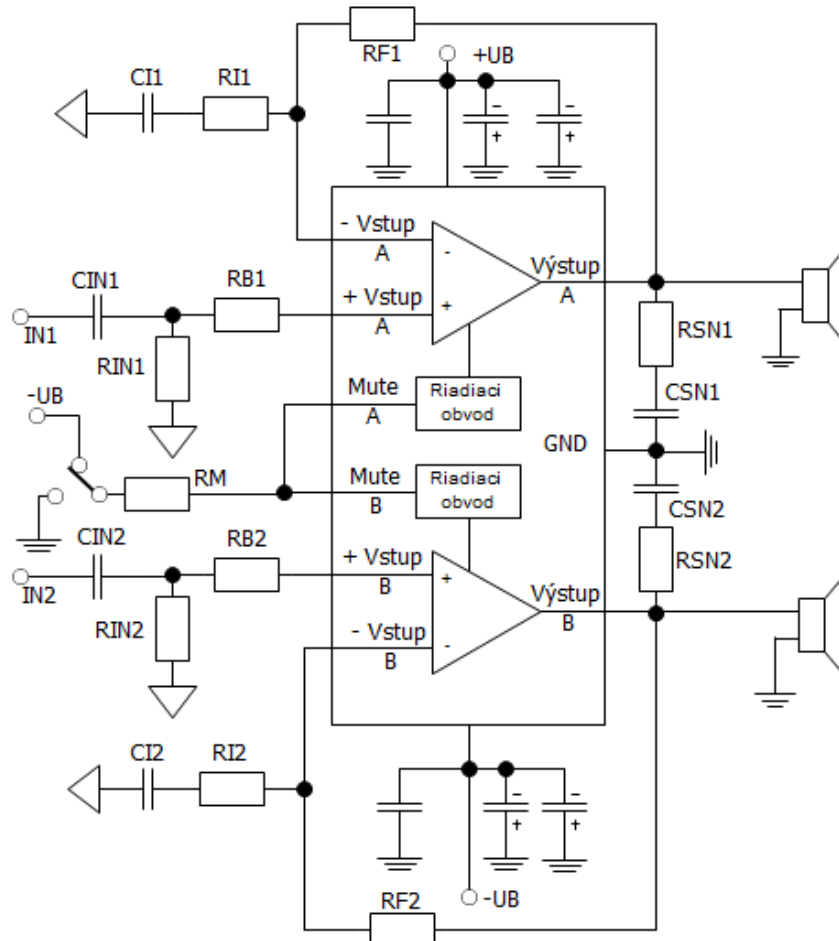 RF1
+UB
CI1
RI1
- +
- +
- Vstup
A
-
Výstup
A
CIN1
RB1
+ Vstup
A
+
IN1
RIN1
RSN1
Mute
A
Riadiaci
obvod
CSN1
-UB
GND
RM
Mute
B
Riadiaci
obvod
CSN2
CIN2
RB2
+ Vstup
B
+
RSN2
IN2
RIN2
Výstup
B
- Vstup
B
-
CI2
RI2
- +
- +
-UB
RF2